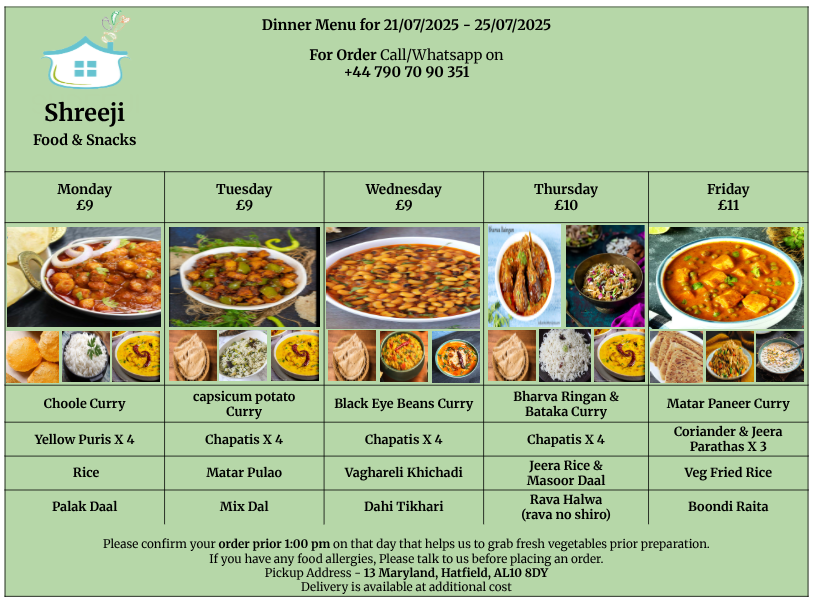 Dinner Menu for 21/07/2025 - 25/07/2025
For Order Call/Whatsapp on
+44 790 70 90 351
Shreeji
Food & Snacks
Monday
£9
Tuesday
£9
Wednesday
£9
Thursday
£10
Friday
£11
Bharva Ringan
Choole Curry
capsicum potato
Curry
Black Eye Beans Curry
Bharva Ringan &
Bataka Curry
Matar Paneer Curry
Yellow Puris X 4
Chapatis X 4
Chapatis X 4
Chapatis X 4
Coriander & Jeera
Parathas X 3
Rice
Matar Pulao
Vaghareli Khichadi
Jeera Rice &
Masoor Daal
Veg Fried Rice
Palak Daal
Mix Dal
Dahi Tikhari
Rava Halwa
(rava no shiro)
Boondi Raita
Please confirm your order prior 1:00 pm on that day that helps us to grab fresh vegetables prior preparation.
If you have any food allergies, Please talk to us before placing an order.
Pickup Address - 13 Maryland, Hatfield, AL10 8DY
Delivery is available at additional cost